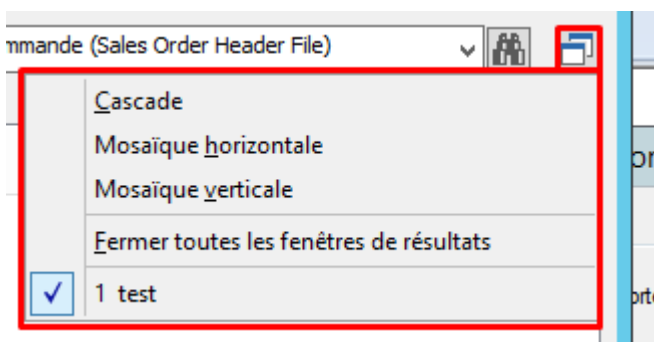 mmande (Sales Order Header File)
Cascade
Mosaïque horizontale
Mosaïque verticale
Fermer toutes les fenêtres de résultats
1 test